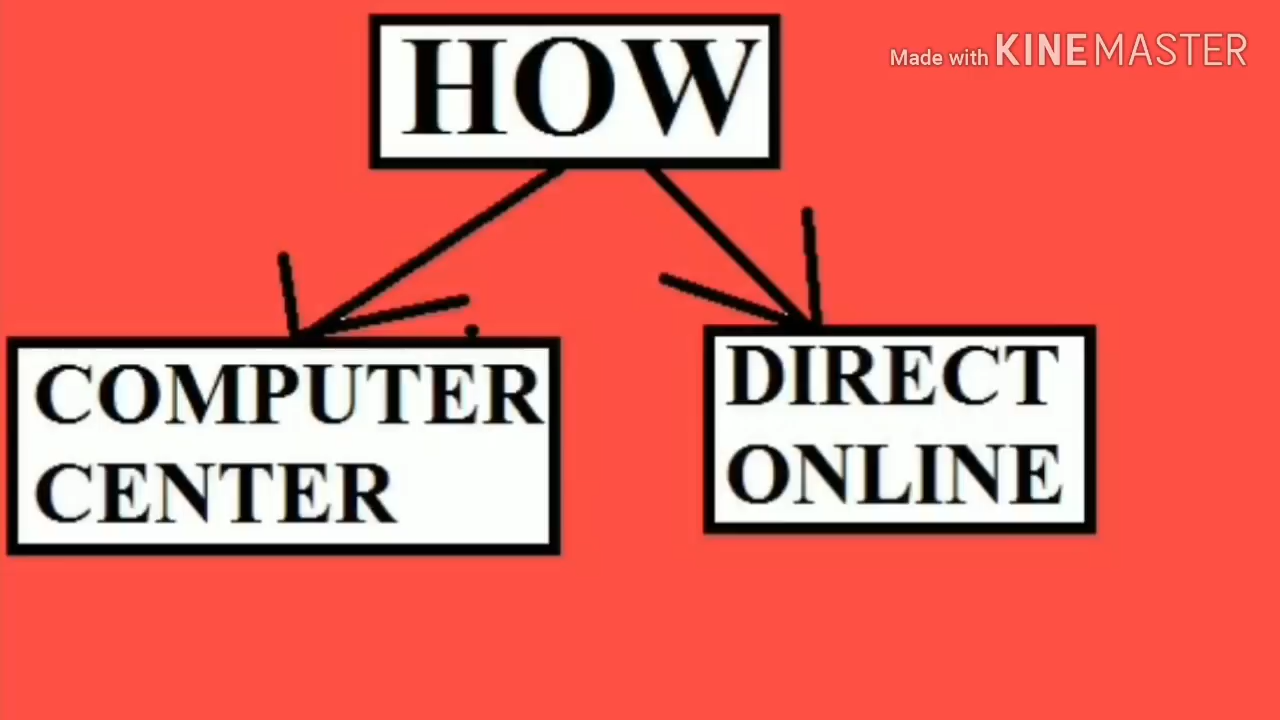 HOW
Made with KINEMASTER
COMPUTER
CENTER
DIRECT
ONLINE